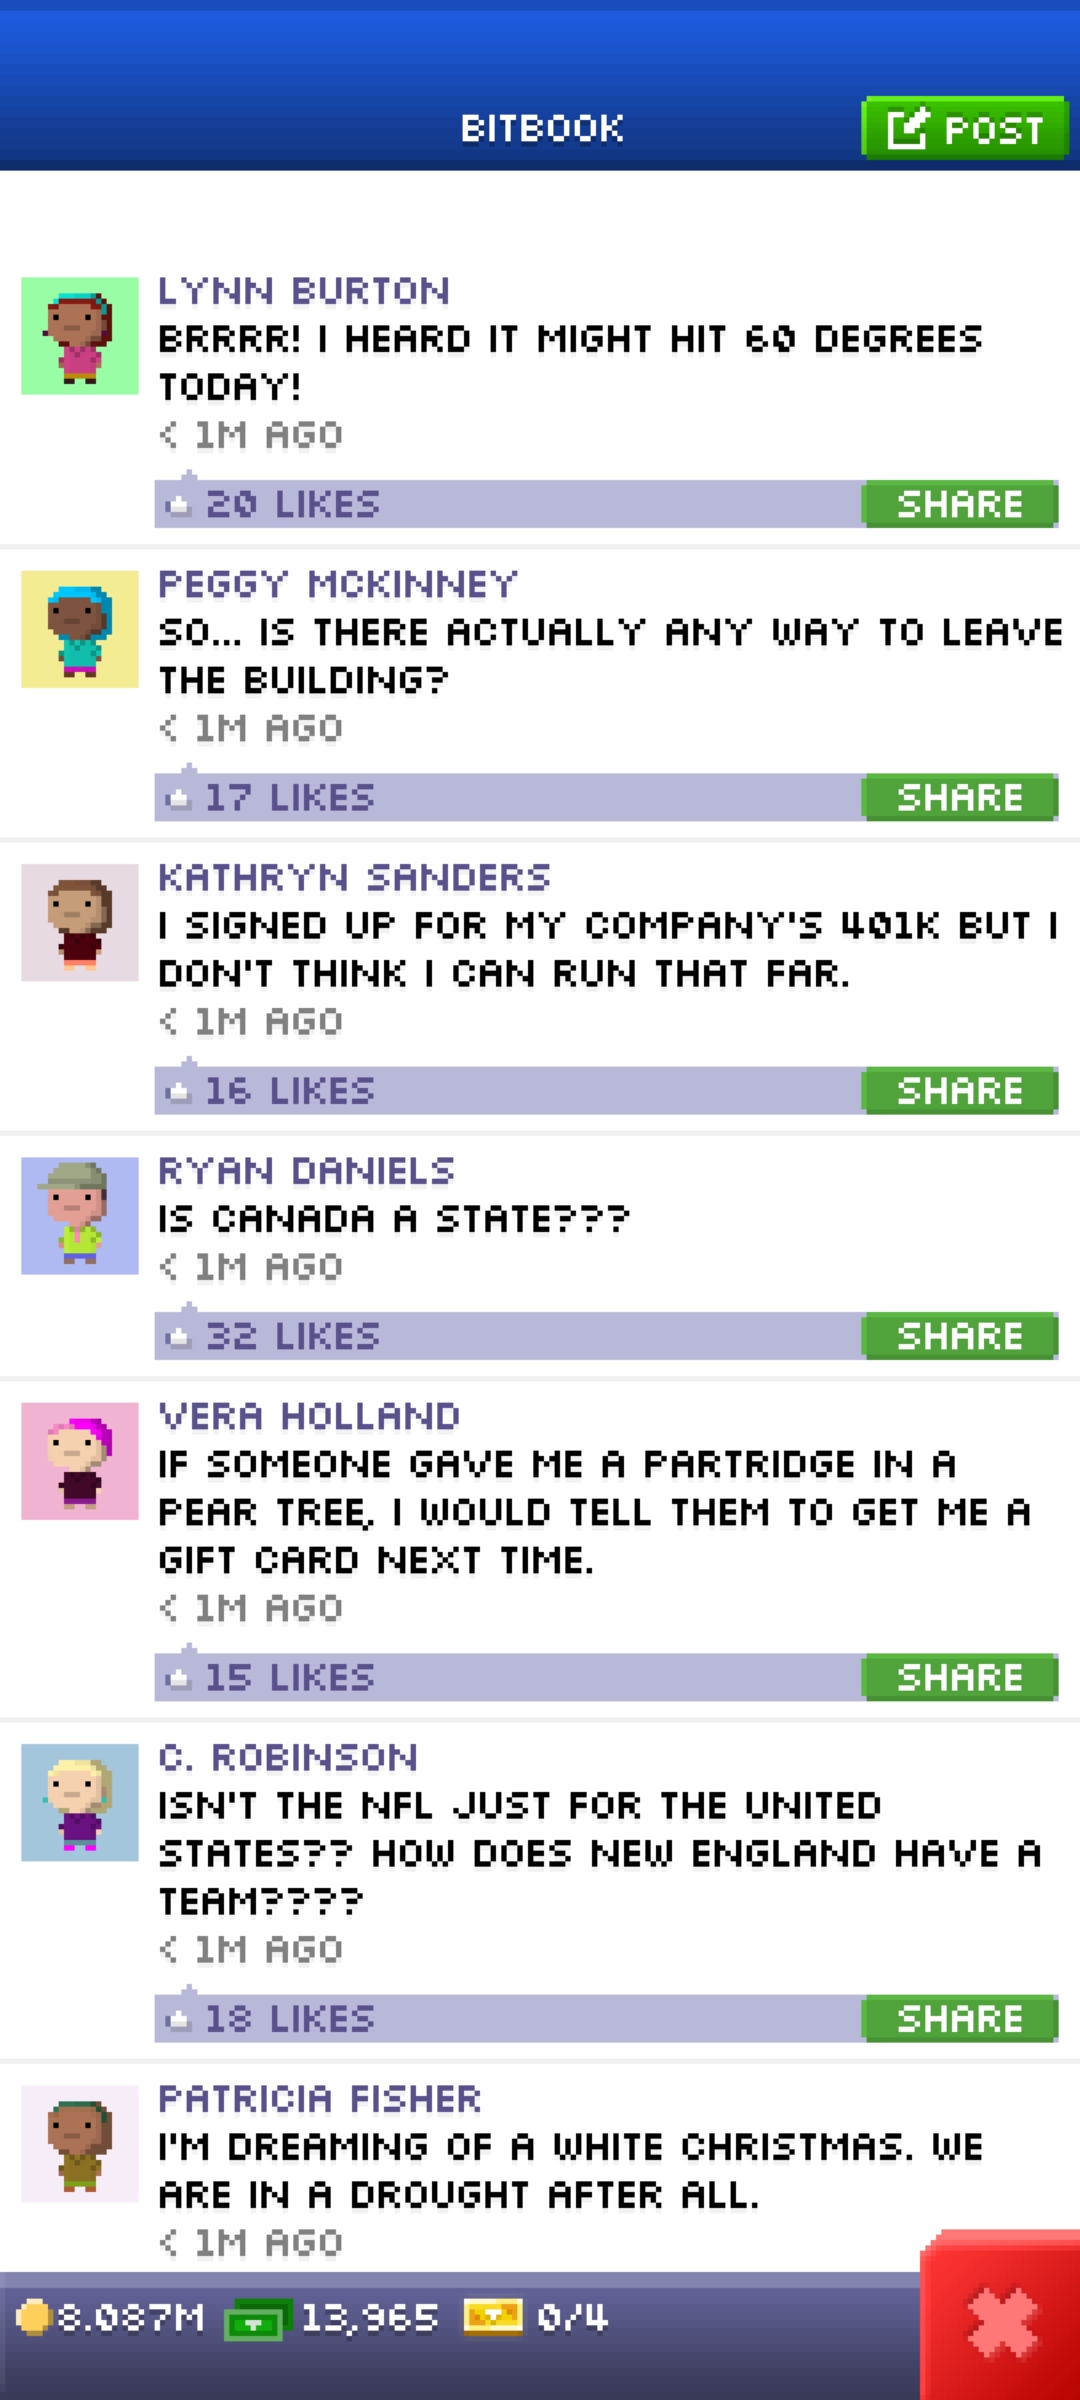 BITBOOK
POST
LYNN BURTON
BRRRR! I HEARD IT MIGHT HIT 60 DEGREES
TODAY!
< 1M AGO
20 LIKES
SHARE
PEGGY MCKINNEY
SO... IS THERE ACTUALLY ANY WAY TO LEAVE
THE BUILDING?
< 1M AGO
17 LIKES
SHARE
KATHRYN SANDERS
I SIGNED UP FOR MY COMPANY'S 401K BUT I
DON'T THINK I CAN RUN THAT FAR.
< 1M AGO
16 LIKES
SHARE
RYAN DANIELS
IS CANADA A STATE???
< 1M AGO
32 LIKES
SHARE
VERA HOLLAND
IF SOMEONE GAVE ME A PARTRIDGE IN A
PEAR TREE, I WOULD TELL THEM TO GET ME A
GIFT CARD NEXT TIME.
< 1M AGO
15 LIKES
SHARE
C. ROBINSON
ISN'T THE NFL JUST FOR THE UNITED
STATES?? HOW DOES NEW ENGLAND HAVE A
TEAM????
< 1M AGO
18 LIKES
SHARE
PATRICIA FISHER
I'M DREAMING OF A WHITE CHRISTMAS. WE
ARE IN A DROUGHT AFTER ALL.
< 1M AGO
8.087M 13,965 0/4